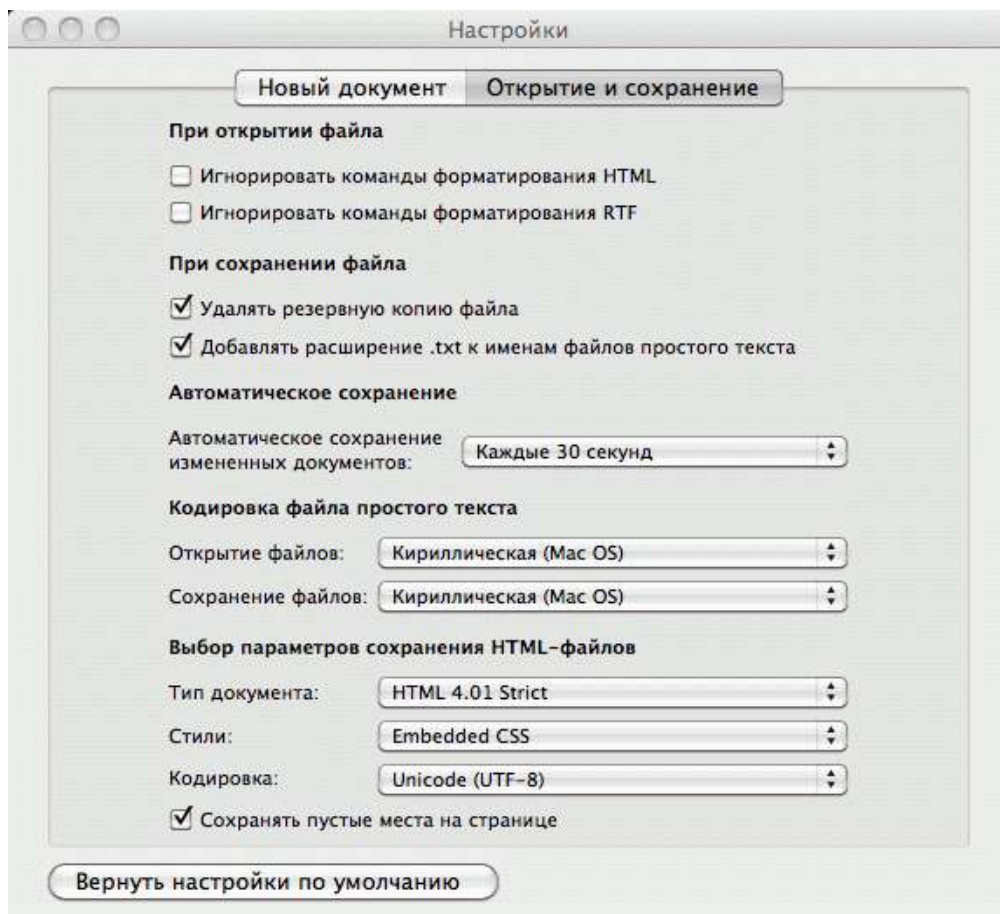 Настройки
Новый документ Открытие и сохранение
При открытии файла
Игнорировать команды форматирования HTML
Игнорировать команды форматирования RTF
При сохранении файла
Удалять резервную копию файла
Добавлять расширение .txt к именам файлов простого текста
Автоматическое сохранение
Автоматическое сохранение
измененных документов: Каждые 30 секунд
Кодировка файла простого текста
Открытие файлов: Кириллическая (Mac OS)
Сохранение файлов: Кириллическая (Mac OS)
Выбор параметров сохранения HTML-файлов
Тип документа: HTML 4.01 Strict
Стили: Embedded CSS
Кодировка: Unicode (UTF-8)
Сохранять пустые места на странице
Вернуть настройки по умолчанию